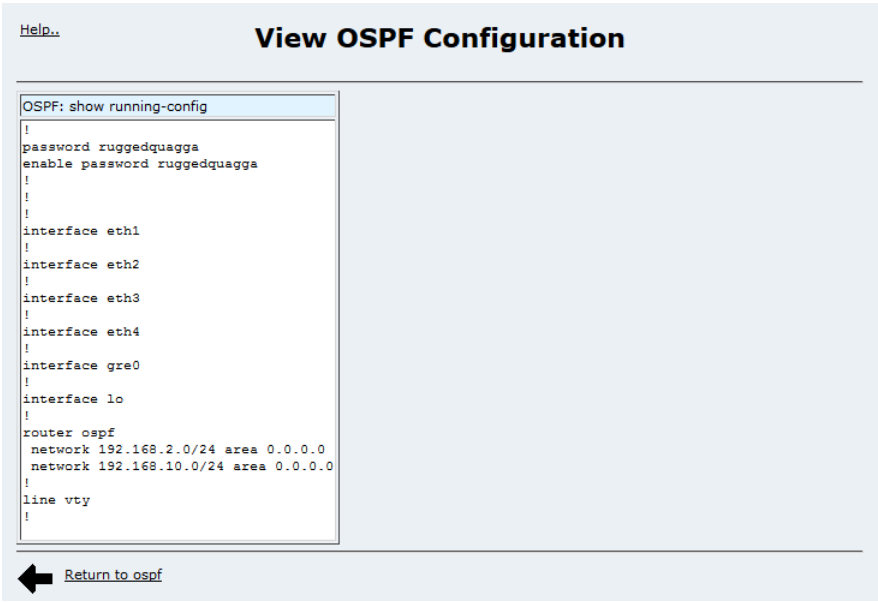 Help..
View OSPF Configuration
OSPF: show running-config
!
password ruggedquagga
enable password ruggedquagga
!
!
!
interface eth1
!
interface eth2
!
interface eth3
!
interface eth4
!
interface gre0
!
interface lo
!
router ospf
 network 192.168.2.0/24 area 0.0.0.0
 network 192.168.10.0/24 area 0.0.0.0
!
line vty
!
Return to ospf